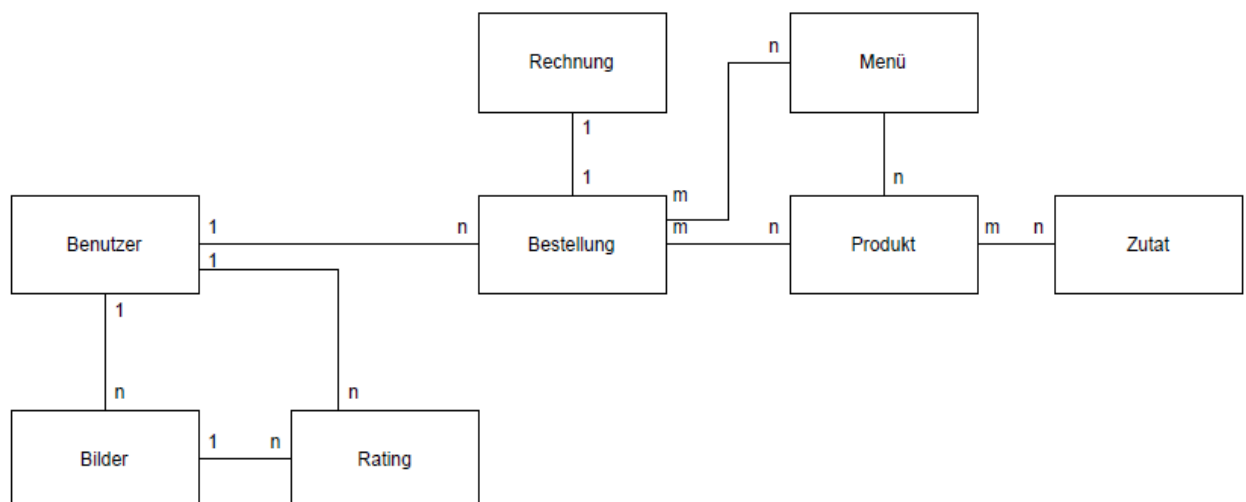 Rechnung
n
Menü
1
1
n
m
Benutzer
1
n
Bestellung
m
n
Produkt
m
n
Zutat
1
1
n
n
Bilder
1
n
Rating